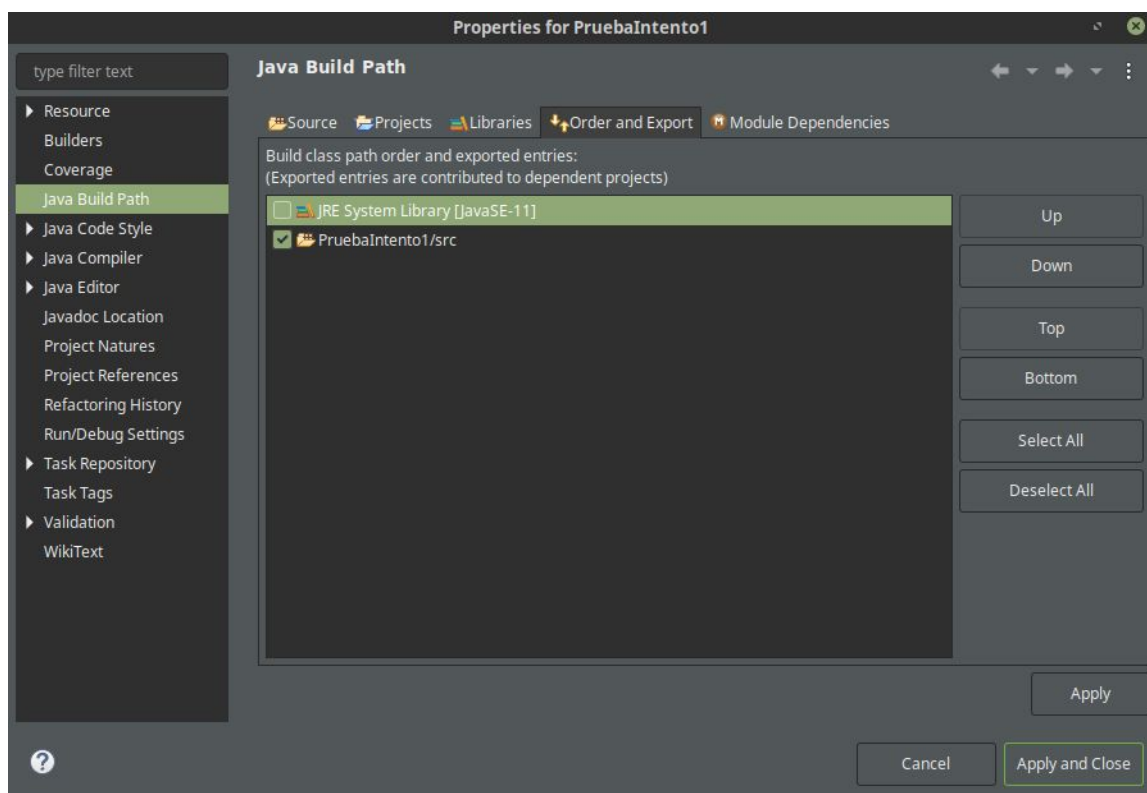 Properties for PruebaIntento1
type filter text
Resource
Builders
Coverage
Java Build Path
Java Code Style
Java Compiler
Java Editor
Javadoc Location
Project Natures
Project References
Refactoring History
Run/Debug Settings
Task Repository
Task Tags
Validation
WikiText
Java Build Path
Source Projects Libraries Order and Export Module Dependencies
Build class path order and exported entries:
(Exported entries are contributed to dependent projects)
JRE System Library [JavaSE-11]
PruebaIntento1/src
Up
Down
Top
Bottom
Select All
Deselect All
Apply
Cancel Apply and Close